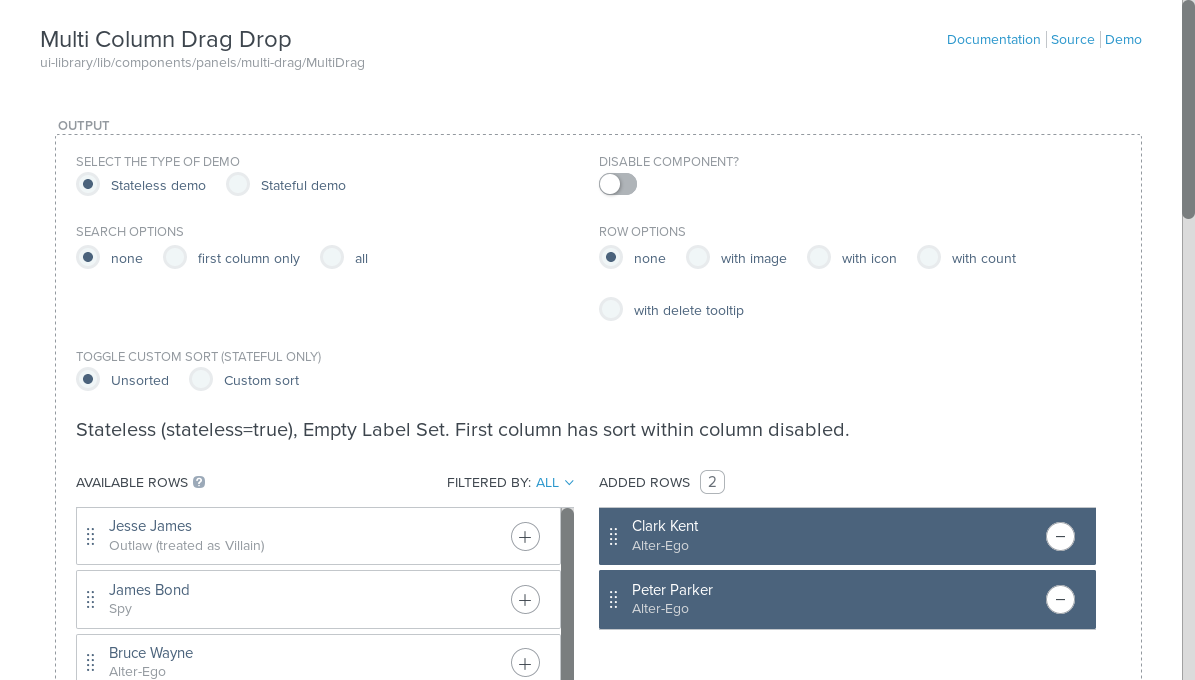 Multi Column Drag Drop
Documentation Source Demo
ui-library/lib/components/panels/multi-drag/MultiDrag
OUTPUT
SELECT THE TYPE OF DEMO
Stateless demo Stateful demo
DISABLE COMPONENT?
SEARCH OPTIONS
none first column only all
ROW OPTIONS
none with image with icon with count
with delete tooltip
TOGGLE CUSTOM SORT (STATEFUL ONLY)
Unsorted Custom sort
Stateless (stateless=true), Empty Label Set. First column has sort within column disabled.
AVAILABLE ROWS ? FILTERED BY: ALL
Jesse James
Outlaw (treated as Villain)
James Bond
Spy
Bruce Wayne
Alter-Ego
ADDED ROWS 2
Clark Kent
Alter-Ego
Peter Parker
Alter-Ego